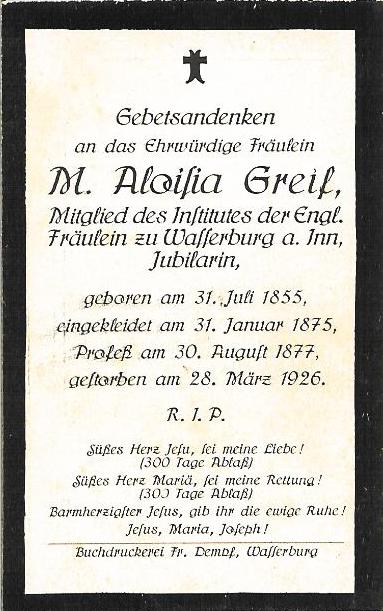 Gebetsandenken
an das Ehrwürdige Fräulein
M. Aloiſia Greif,
Mitglied des Inſtitutes der Engl.
Fräulein zu Waſſerburg a. Inn,
Jubilarin,
geboren am 31. Juli 1855,
eingekleidet am 31. Januar 1875,
Profeß am 30. Auguſt 1877,
geſtorben am 28. März 1926.
R. I. P.
Süßes Herz Jeſu, ſei meine Liebe!
(300 Tage Ablaß)
Süßes Herz Mariä, ſei meine Rettung!
(300 Tage Ablaß)
Barmherzigſter Jeſus, gib ihr die ewige Ruhe!
Jeſus, Maria, Joſeph!
Buchdruckerei Fr. Dempf, Waſſerburg